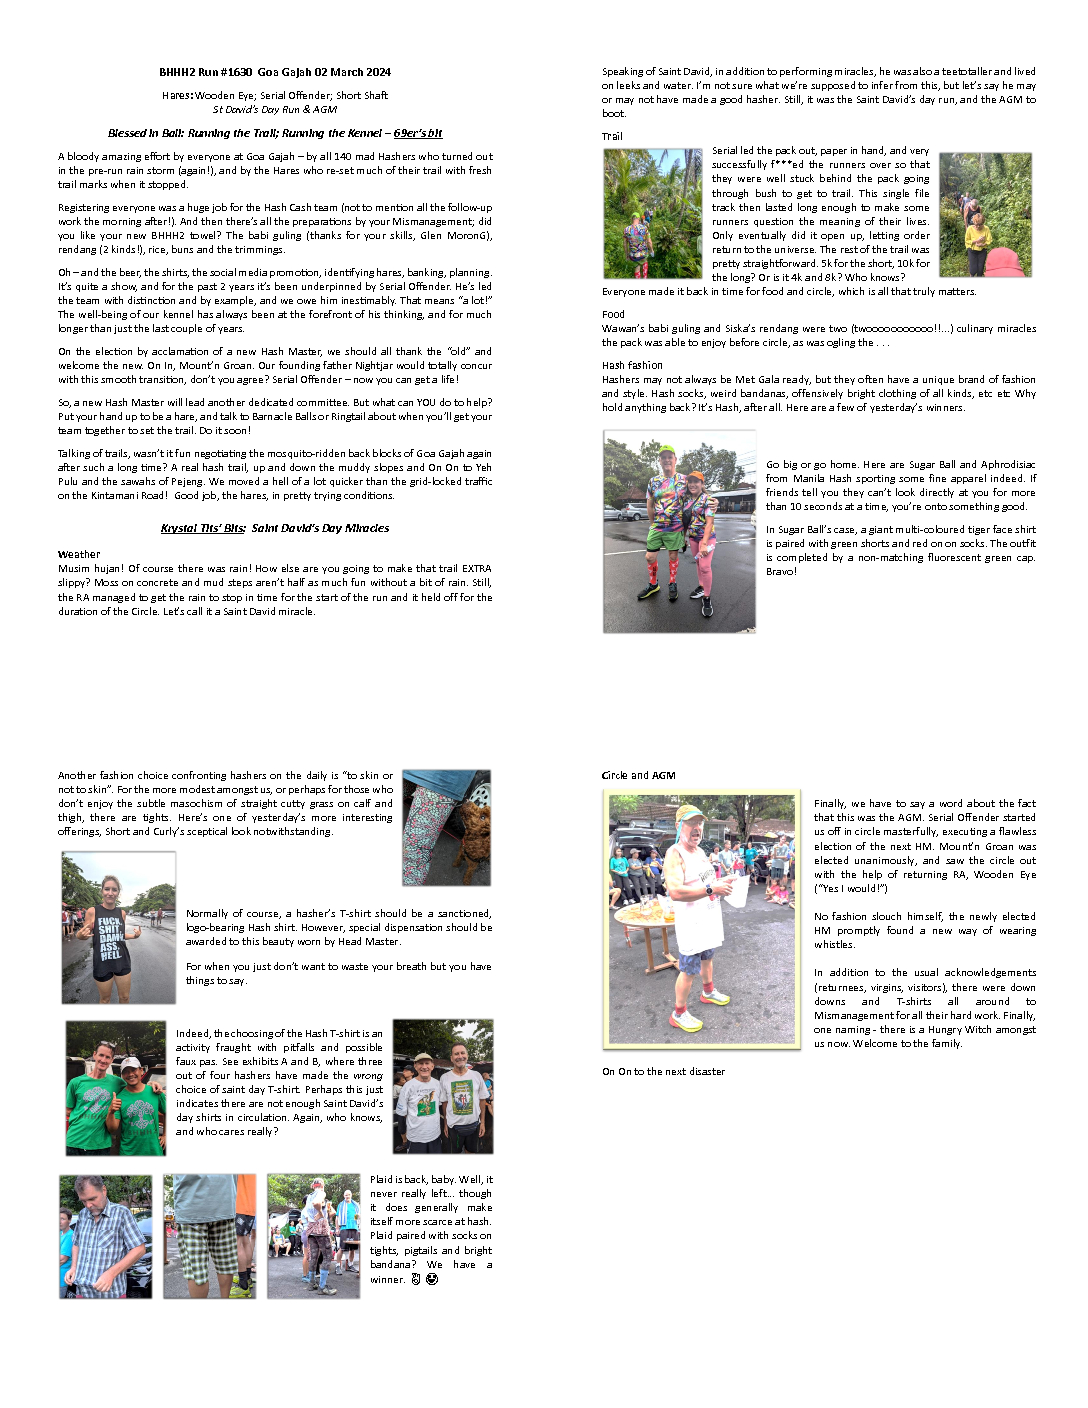 BHHH2 Run #1630  Goa Gajah 02 March 2024
Hares: Wooden Eye; Serial Offender; Short Shaft
St David's Day Run & AGM
Blessed in Bali: Running the Trail; Running the Kennel – 69er's bit
A bloody amazing effort by everyone at Goa Gajah – by all 140 mad Hashers who turned out
in the pre-run rain storm (again!), and by the Hares who re-set much of their trail with fresh
trail marks when it stopped.
Registering everyone was a huge job for the Hash Cash team (not to mention all the follow-up
work the morning after!). And then there's all the preparations by your Mismanagement; did
you like your new BHHH2 towel? The babi guling (thanks for your skills, Glen MoronG),
rendang (2 kinds!), rice, buns and the trimmings.
Oh – and the beer, the shirts, the social media promotion, identifying hares, banking, planning.
It's quite a show, and for the past 2 years it's been underpinned by Serial Offender. He's led
the team with distinction and by example, and we owe him inestimably. That means "a lot!"
The well-being of our kennel has always been at the forefront of his thinking, and for much
longer than just the last couple of years.
On the election by acclamation of a new Hash Master, we should all thank the "old" and
welcome the new. On In, Mount'n Groan. Our founding father Nightjar would totally concur
with this smooth transition, don't you agree? Serial Offender – now you can get a life!
So, a new Hash Master will lead another dedicated committee. But what can YOU do to help?
Put your hand up to be a hare, and talk to Barnacle Balls or Ringtail about when you'll get your
team together to set the trail. Do it soon!
Talking of trails, wasn't it fun negotiating the mosquito-ridden back blocks of Goa Gajah again
after such a long time? A real hash trail, up and down the muddy slopes and On On to Yeh
Pulu and the sawahs of Pejeng. We moved a hell of a lot quicker than the grid-locked traffic
on the Kintamani Road!  Good job, the hares, in pretty trying conditions.
Krystal Tits' Bits:  Saint David's Day Miracles
Weather
Musim hujan! Of course there was rain! How else are you going to make that trail EXTRA
slippy? Moss on concrete and mud steps aren't half as much fun without a bit of rain. Still,
the RA managed to get the rain to stop in time for the start of the run and it held off for the
duration of the Circle. Let's call it a Saint David miracle.
Speaking of Saint David, in addition to performing miracles, he was also a teetotaller and lived
on leeks and water. I'm not sure what we're supposed to infer from this, but let's say he may
or may not have made a good hasher. Still, it was the Saint David's day run, and the AGM to
boot.
Trail
Serial led the pack out, paper in hand, and very
successfully f***ed the runners over so that
they were well stuck behind the pack going
through bush to get to trail. This single file
track then lasted long enough to make some
runners question the meaning of their lives.
Only eventually did it open up, letting order
return to the universe. The rest of the trail was
pretty straightforward. 5k for the short, 10k for
the long? Or is it 4k and 8k? Who knows?
Everyone made it back in time for food and circle, which is all that truly matters.
Food
Wawan's babi guling and Siska's rendang were two (twooooooooooo!!...) culinary miracles
the pack was able to enjoy before circle, as was ogling the . . .
Hash fashion
Hashers may not always be Met Gala ready, but they often have a unique brand of fashion
and style. Hash socks, weird bandanas, offensively bright clothing of all kinds, etc etc Why
hold anything back? It's Hash, after all. Here are a few of yesterday's winners.
Go big or go home. Here are Sugar Ball and Aphrodisiac
from Manila Hash sporting some fine apparel indeed. If
friends tell you they can't look directly at you for more
than 10 seconds at a time, you're onto something good.
In Sugar Ball's case, a giant multi-coloured tiger face shirt
is paired with green shorts and red on on socks. The outfit
is completed by a non-matching fluorescent green cap.
Bravo!
Another fashion choice confronting hashers on the daily is "to skin or
not to skin". For the more modest amongst us, or perhaps for those who
don't enjoy the subtle masochism of straight cutty grass on calf and
thigh, there are tights. Here's one of yesterday's more interesting
offerings, Short and Curly's sceptical look notwithstanding.
FUCK,
SHIT,
DAMN,
ASS,
HELL.
Normally of course, a hasher's T-shirt should be a sanctioned,
logo-bearing Hash shirt. However, special dispensation should be
awarded to this beauty worn by Head Master.
For when you just don't want to waste your breath but you have
things to say.
Indeed, the choosing of the Hash T-shirt is an
activity fraught with pitfalls and possible
faux pas. See exhibits A and B, where three
out of four hashers have made the wrong
choice of saint day T-shirt. Perhaps this just
indicates there are not enough Saint David's
day shirts in circulation. Again, who knows,
and who cares really?
Plaid is back, baby. Well, it
never really left... though
it does generally make
itself more scarce at hash.
Plaid paired with socks on
tights, pigtails and bright
bandana? We have a
winner.
Circle and AGM
Finally, we have to say a word about the fact
that this was the AGM. Serial Offender started
us off in circle masterfully, executing a flawless
election of the next HM. Mount'n Groan was
elected unanimously, and saw the circle out
with the help of returning RA, Wooden Eye
("Yes I would!")
No fashion slouch himself, the newly elected
HM promptly found a new way of wearing
whistles.
In addition to the usual acknowledgements
(returnees, virgins, visitors), there were down
downs and T-shirts all around to
Mismanagement for all their hard work. Finally,
one naming - there is a Hungry Witch amongst
us now. Welcome to the family.
On On to the next disaster